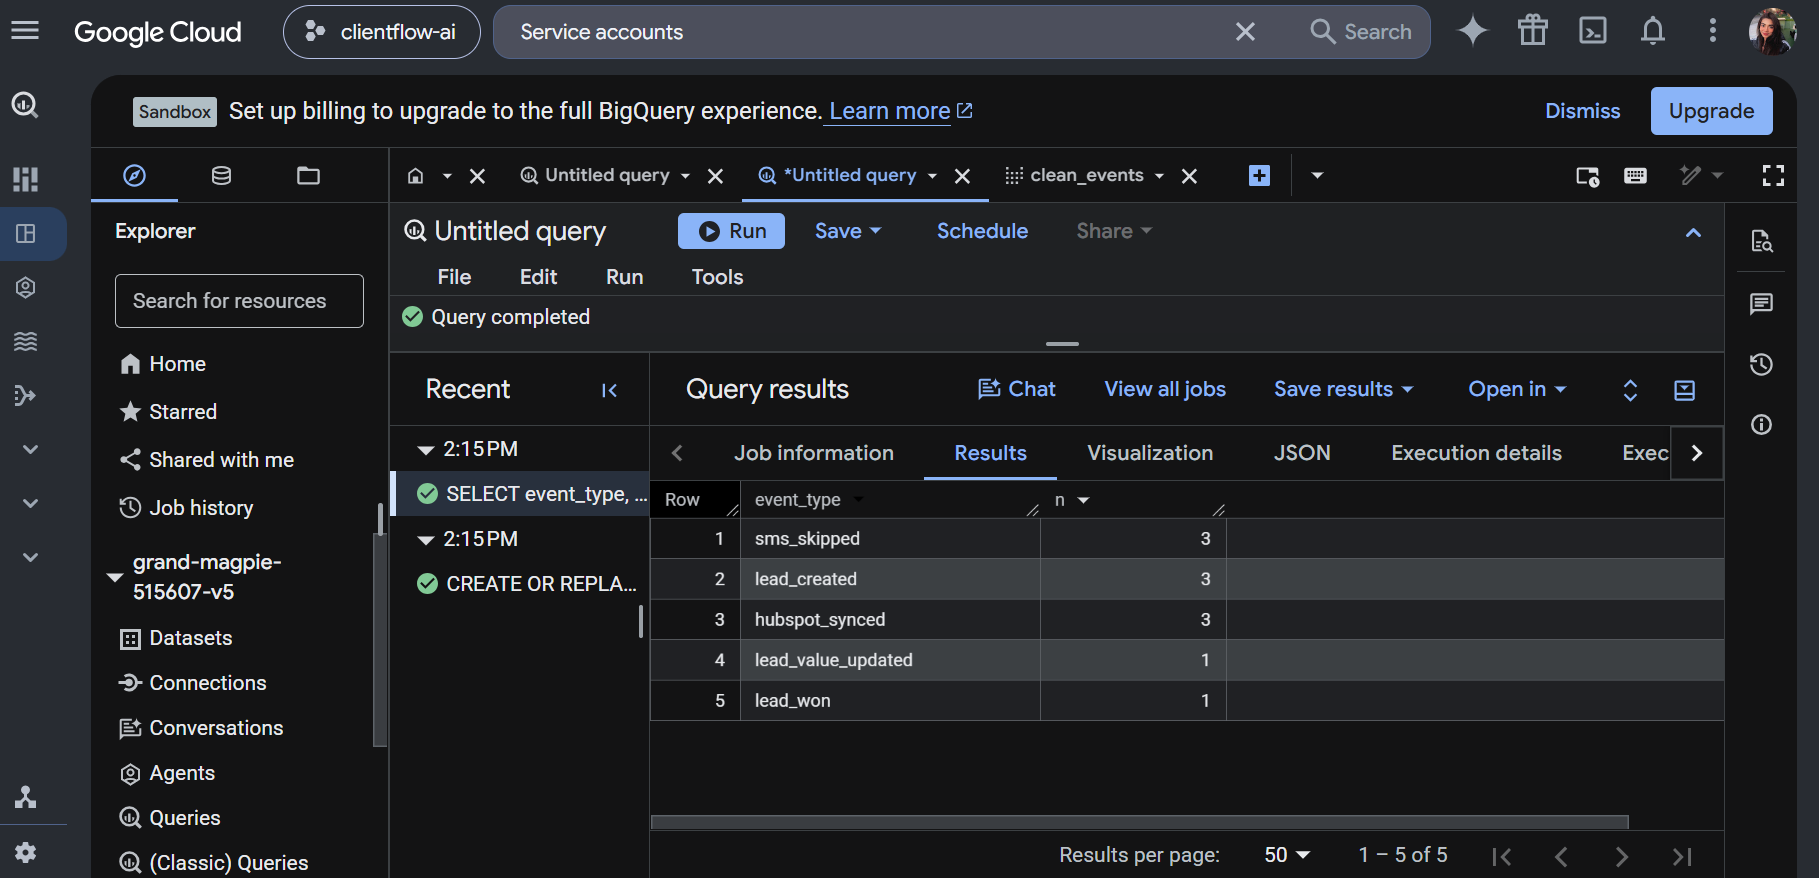 Google Cloud
clientflow-ai
Service accounts
Search
Sandbox
Set up billing to upgrade to the full BigQuery experience. Learn more
Dismiss
Upgrade
Untitled query
*Untitled query
clean_events
Explorer
Untitled query
Run
Save
Schedule
Share
Search for resources
File
Edit
Run
Tools
Query completed
Home
Starred
Shared with me
Job history
grand-magpie-
515607-v5
Datasets
Connections
Conversations
Agents
Queries
(Classic) Queries
Recent
2:15 PM
SELECT event_type, ...
2:15 PM
CREATE OR REPLA...
Query results
Chat
View all jobs
Save results
Open in
Job information
Results
Visualization
JSON
Execution details
Exec
Row event_type n
1 sms_skipped 3
2 lead_created 3
3 hubspot_synced 3
4 lead_value_updated 1
5 lead_won 1
Results per page: 50 1 – 5 of 5